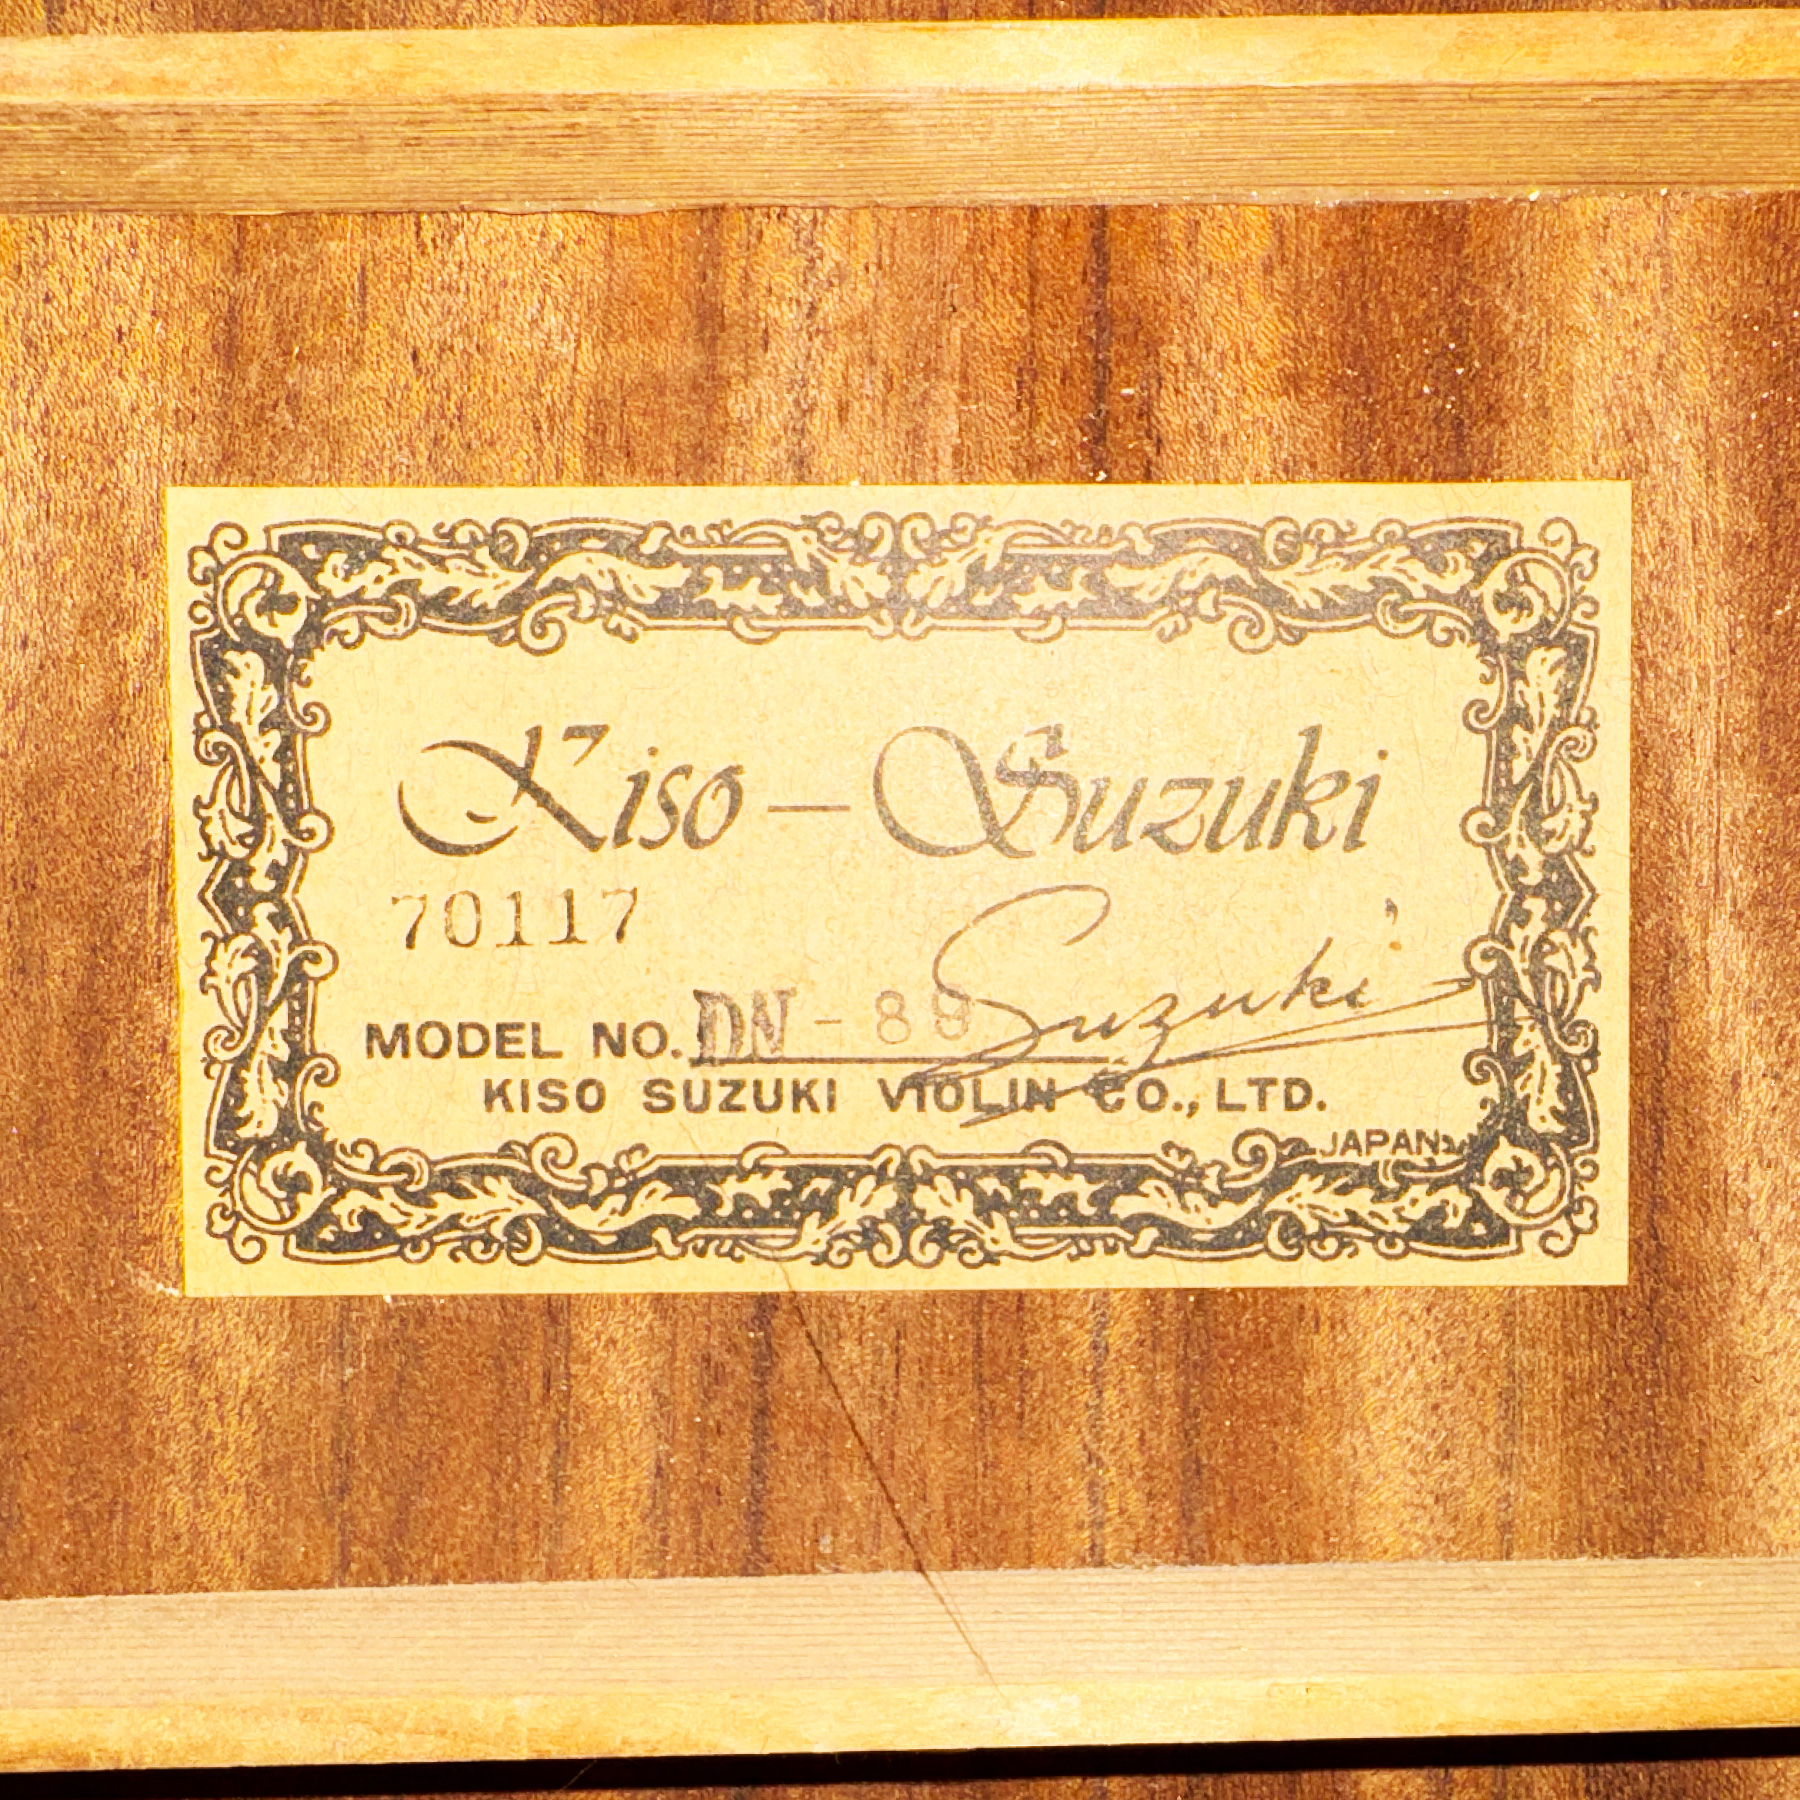 Kiso-Suzuki
70117
Suzuki
MODEL NO. DN-89
KISO SUZUKI VIOLIN CO., LTD.
JAPAN